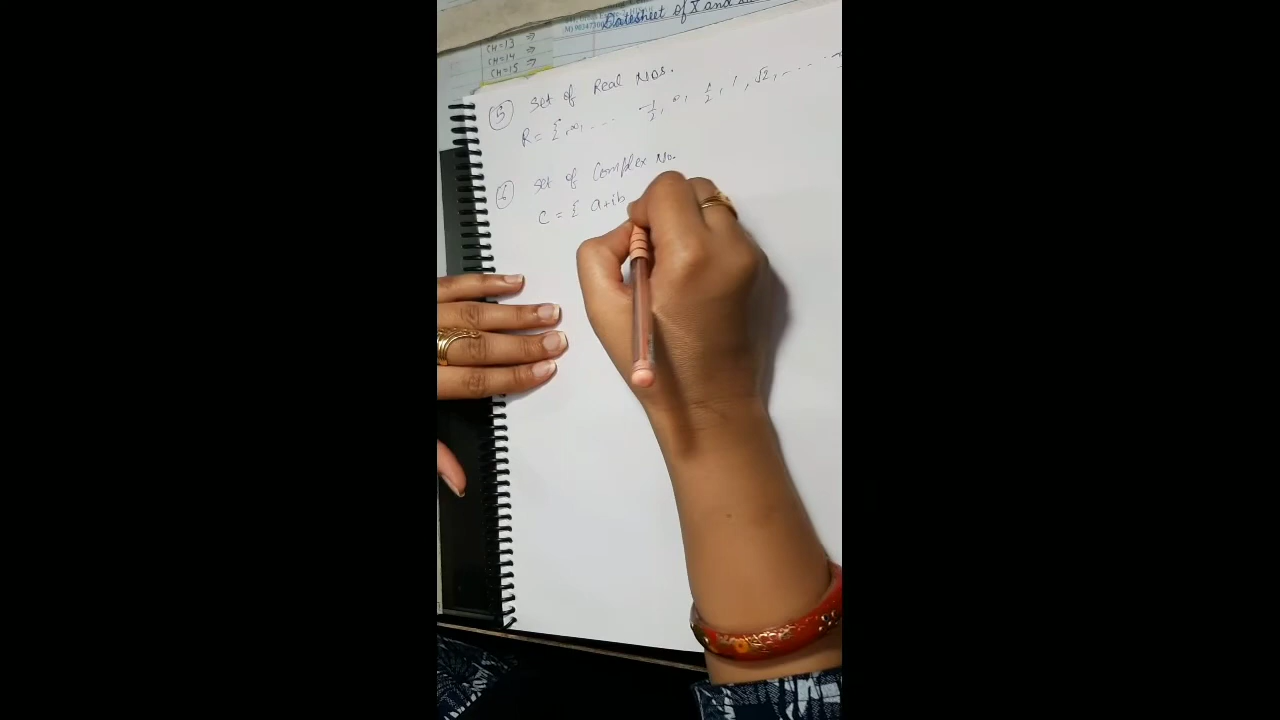 Datesheet of X and
CH=13 ⇒
CH=14 ⇒
CH=15 ⇒
⑤ Set of Real Nos.
R = { ∞, ... -1/2, 0, 1/2, 1, √2, ....
⑥ Set of Complex No.
C = { a+ib